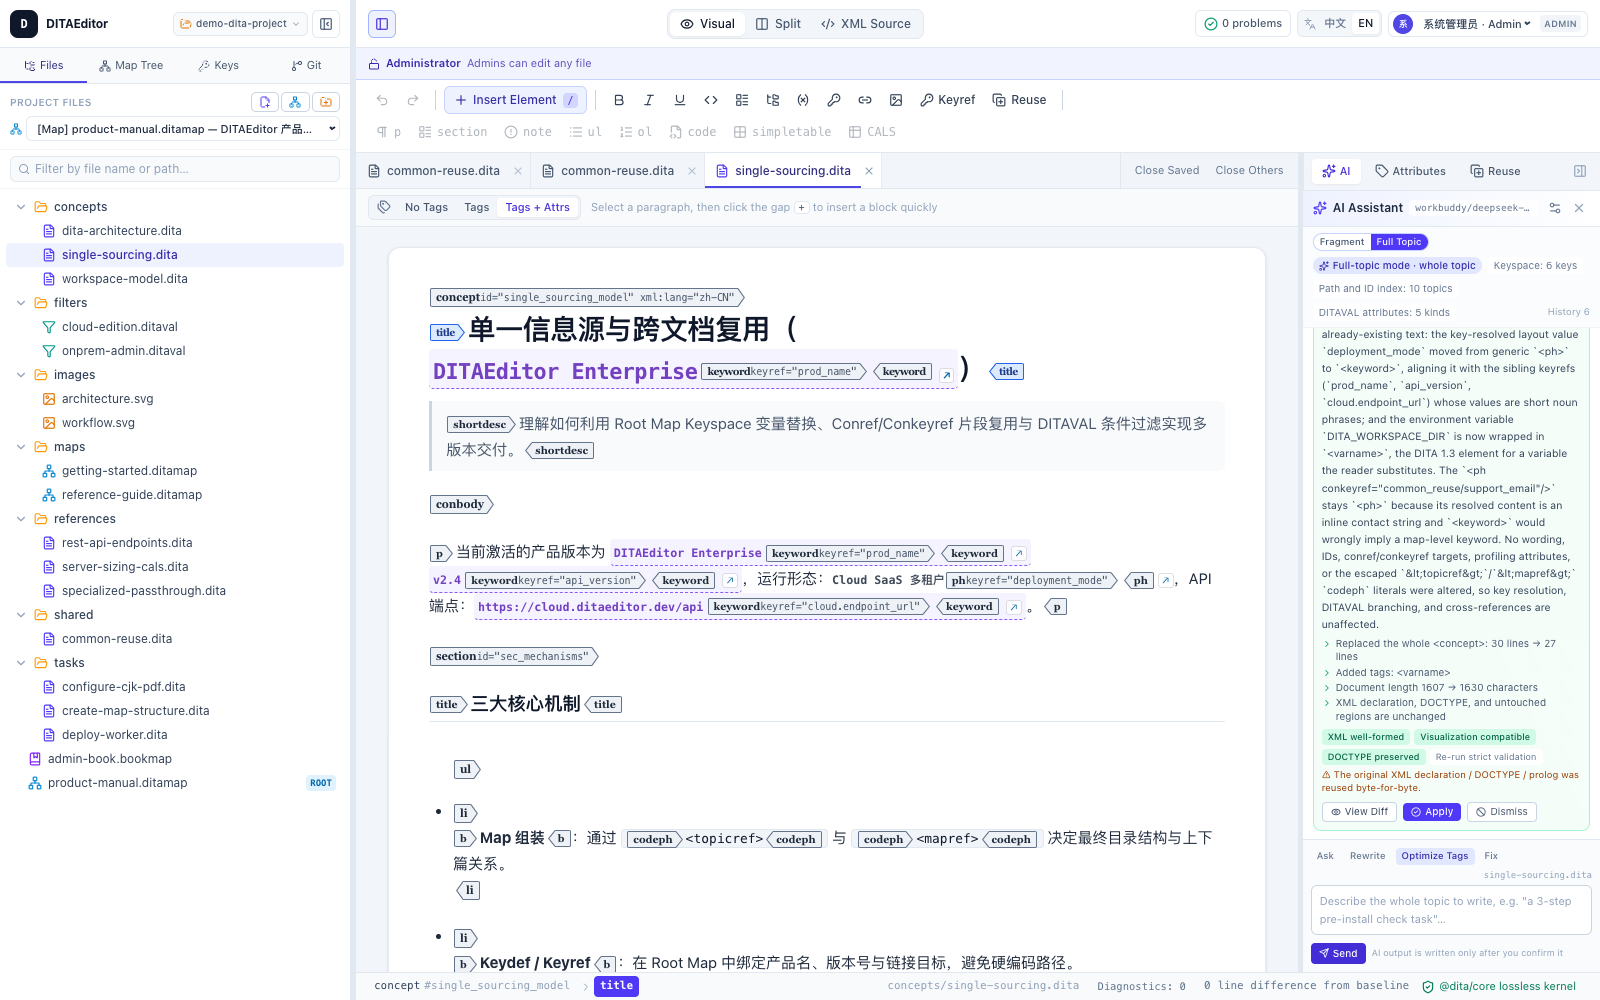 D DITAEditor demo-dita-project
Visual Split XML Source
0 problems 中文 EN 系 系统管理员 · Admin ADMIN
Files Map Tree Keys Git
Administrator Admins can edit any file
PROJECT FILES
[Map] product-manual.ditamap — DITAEditor 产品...
Filter by file name or path...
concepts
dita-architecture.dita
single-sourcing.dita
workspace-model.dita
filters
cloud-edition.ditaval
onprem-admin.ditaval
images
architecture.svg
workflow.svg
maps
getting-started.ditamap
reference-guide.ditamap
references
rest-api-endpoints.dita
server-sizing-cals.dita
specialized-passthrough.dita
shared
common-reuse.dita
tasks
configure-cjk-pdf.dita
create-map-structure.dita
deploy-worker.dita
admin-book.bookmap
product-manual.ditamap ROOT
+ Insert Element / B I U Keyref Reuse
p section note ul ol code simpletable CALS
common-reuse.dita common-reuse.dita single-sourcing.dita Close Saved Close Others
No Tags Tags Tags + Attrs Select a paragraph, then click the gap + to insert a block quickly
concept id="single_sourcing_model" xml:lang="zh-CN"
title 单一信息源与跨文档复用（
DITAEditor Enterprise keyword keyref="prod_name" keyword ） title
shortdesc 理解如何利用 Root Map Keyspace 变量替换、Conref/Conkeyref 片段复用与 DITAVAL 条件过滤实现多
版本交付。 shortdesc
conbody
p 当前激活的产品版本为 DITAEditor Enterprise keyword keyref="prod_name" keyword
v2.4 keyword keyref="api_version" keyword ，运行形态：Cloud SaaS 多租户 ph keyref="deployment_mode" ph ，API
端点： https://cloud.ditaeditor.dev/api keyword keyref="cloud.endpoint_url" keyword 。 p
section id="sec_mechanisms"
title 三大核心机制 title
ul
li
b Map 组装 b ：通过 codeph <topicref> codeph 与 codeph <mapref> codeph 决定最终目录结构与上下
篇关系。
li
li
b Keydef / Keyref b ：在 Root Map 中绑定产品名、版本号与链接目标，避免硬编码路径。
concept #single_sourcing_model > title
concepts/single-sourcing.dita Diagnostics: 0 0 line difference from baseline @dita/core lossless kernel
AI Attributes Reuse
AI Assistant workbuddy/deepseek-…
Fragment Full Topic
Full-topic mode · whole topic Keyspace: 6 keys
Path and ID index: 10 topics
DITAVAL attributes: 5 kinds History 6
already-existing text: the key-resolved layout value
`deployment_mode` moved from generic `<ph>`
to `<keyword>`, aligning it with the sibling keyrefs
(`prod_name`, `api_version`,
`cloud.endpoint_url`) whose values are short noun
phrases; and the environment variable
`DITA_WORKSPACE_DIR` is now wrapped in
`<varname>`, the DITA 1.3 element for a variable
the reader substitutes. The `<ph
conkeyref="common_reuse/support_email"/>`
stays `<ph>` because its resolved content is an
inline contact string and `<keyword>` would
wrongly imply a map-level keyword. No wording,
IDs, conref/conkeyref targets, profiling attributes,
or the escaped `&lt;topicref&gt;`/`&lt;mapref&gt;`
`codeph` literals were altered, so key resolution,
DITAVAL branching, and cross-references are
unaffected.
Replaced the whole <concept>: 30 lines → 27
lines
Added tags: <varname>
Document length 1607 → 1630 characters
XML declaration, DOCTYPE, and untouched
regions are unchanged
XML well-formed Visualization compatible
DOCTYPE preserved Re-run strict validation
The original XML declaration / DOCTYPE / prolog was
reused byte-for-byte.
View Diff Apply Dismiss
Ask Rewrite Optimize Tags Fix
single-sourcing.dita
Describe the whole topic to write, e.g. "a 3-step
pre-install check task"…
Send AI output is written only after you confirm it